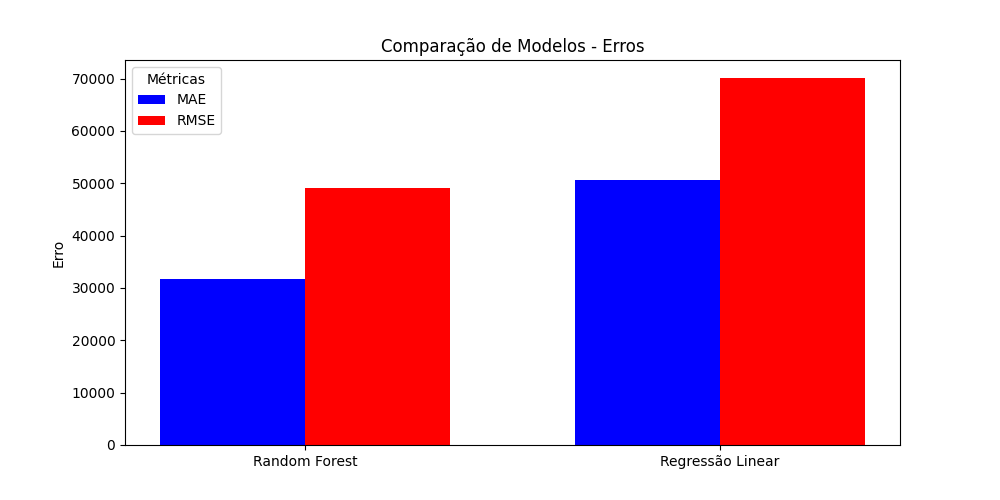 Comparação de Modelos - Erros
Métricas
MAE
RMSE
Erro
70000
60000
50000
40000
30000
20000
10000
0
Random Forest
Regressão Linear